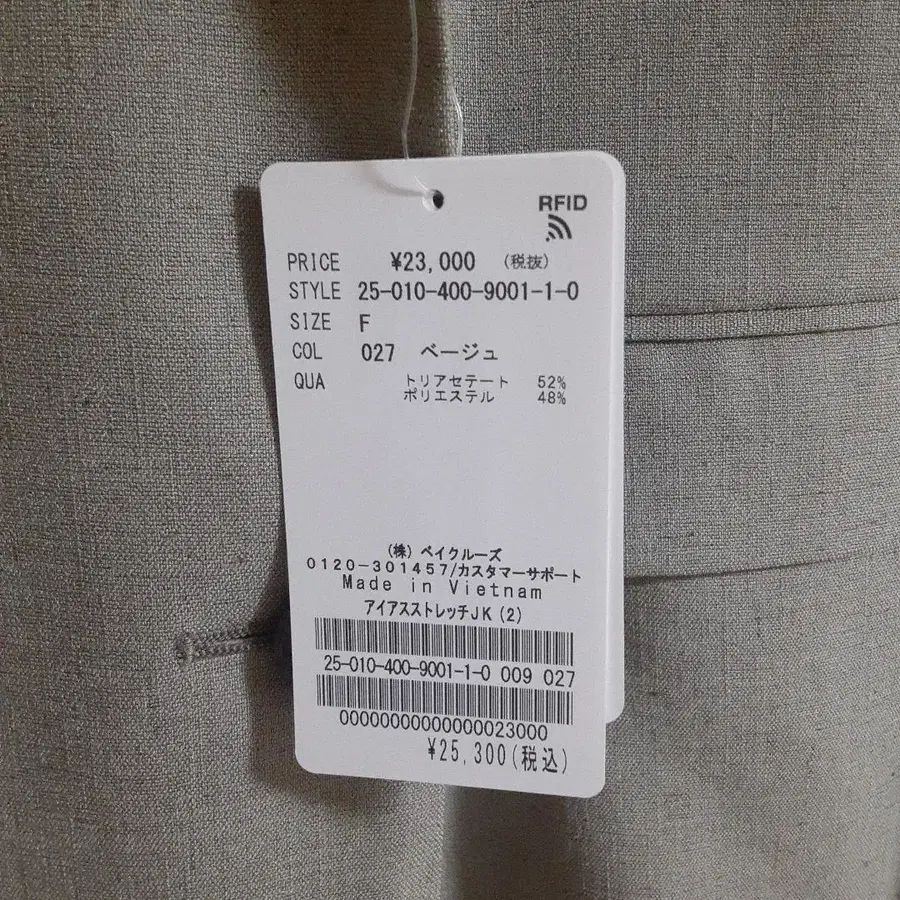 RFID
PRICE ¥23,000 (税抜)
STYLE 25-010-400-9001-1-0
SIZE F
COL 027 ベージュ
QUA トリアセテート 52%
ポリエステル 48%
(株)ベイクルーズ
0120-301457/カスタマーサポート
Made in Vietnam
アイアスストレッチJK(2)
25-010-400-9001-1-0 009 027
00000000000000023000
¥25,300(税込)